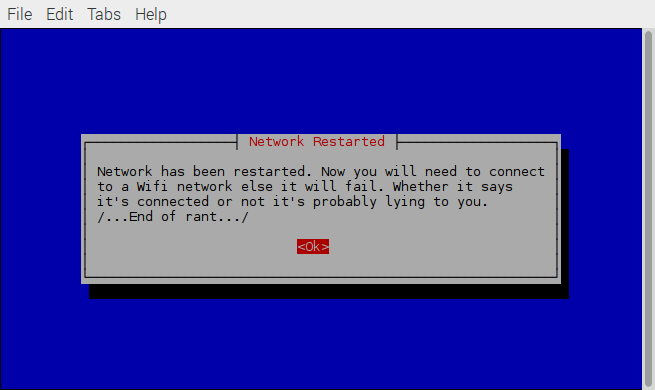 File Edit Tabs Help
Network Restarted
Network has been restarted. Now you will need to connect
to a Wifi network else it will fail. Whether it says
it's connected or not it's probably lying to you.
/...End of rant.../
<Ok>